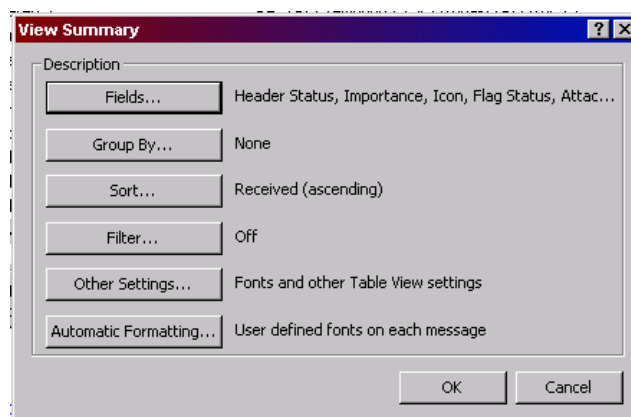 View Summary
Description
Fields... Header Status, Importance, Icon, Flag Status, Attac...
Group By... None
Sort... Received (ascending)
Filter... Off
Other Settings... Fonts and other Table View settings
Automatic Formatting... User defined fonts on each message
OK Cancel